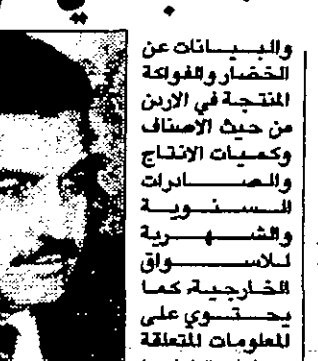 والبيانات عن
الخضار والفواكة
المنتجة في الاردن
من حيث الاصناف
وكميات الانتاج
والصادرات
السنوية
والشهرية
للاسواق
الخارجية، كما
يحتوي على
المعلومات المتعلقة